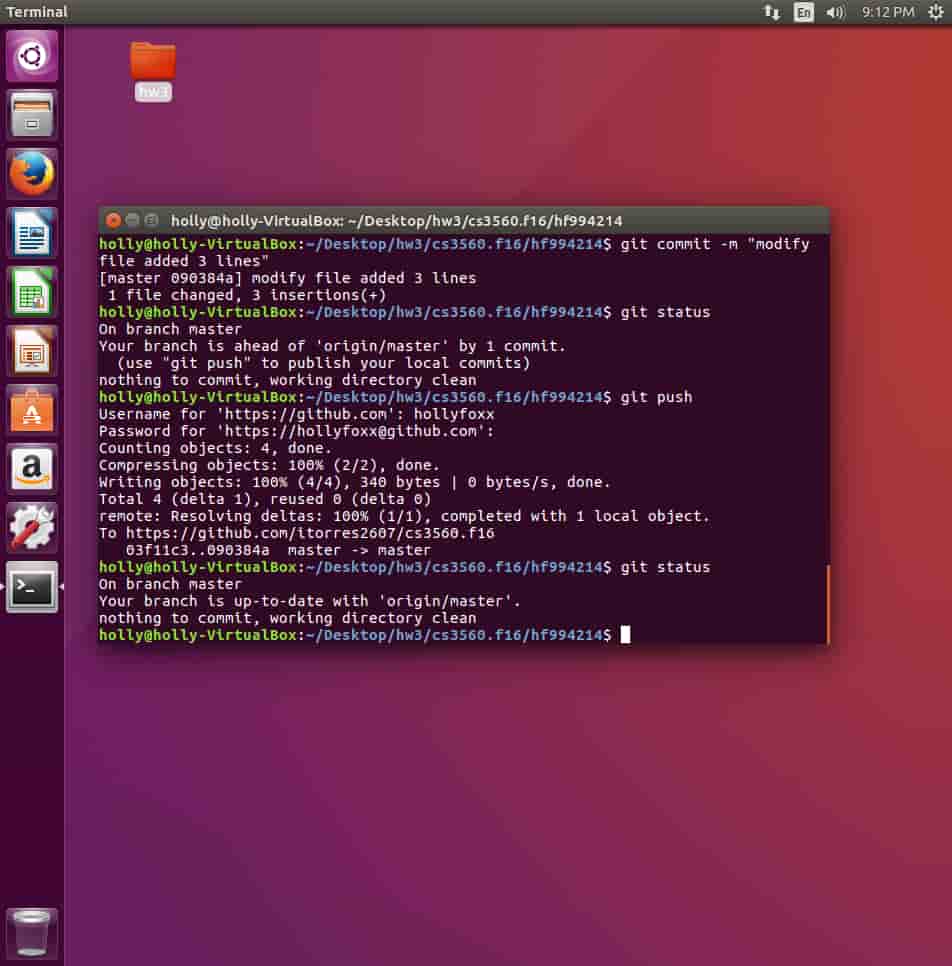 Terminal
En
9:12 PM
hw3
holly@holly-VirtualBox: ~/Desktop/hw3/cs3560.f16/hf994214
holly@holly-VirtualBox:~/Desktop/hw3/cs3560.f16/hf994214$ git commit -m "modify
file added 3 lines"
[master 090384a] modify file added 3 lines
 1 file changed, 3 insertions(+)
holly@holly-VirtualBox:~/Desktop/hw3/cs3560.f16/hf994214$ git status
On branch master
Your branch is ahead of 'origin/master' by 1 commit.
  (use "git push" to publish your local commits)
nothing to commit, working directory clean
holly@holly-VirtualBox:~/Desktop/hw3/cs3560.f16/hf994214$ git push
Username for 'https://github.com': hollyfoxx
Password for 'https://hollyfoxx@github.com':
Counting objects: 4, done.
Compressing objects: 100% (2/2), done.
Writing objects: 100% (4/4), 340 bytes | 0 bytes/s, done.
Total 4 (delta 1), reused 0 (delta 0)
remote: Resolving deltas: 100% (1/1), completed with 1 local object.
To https://github.com/itorres2607/cs3560.f16
   03f11c3..090384a  master -> master
holly@holly-VirtualBox:~/Desktop/hw3/cs3560.f16/hf994214$ git status
On branch master
Your branch is up-to-date with 'origin/master'.
nothing to commit, working directory clean
holly@holly-VirtualBox:~/Desktop/hw3/cs3560.f16/hf994214$